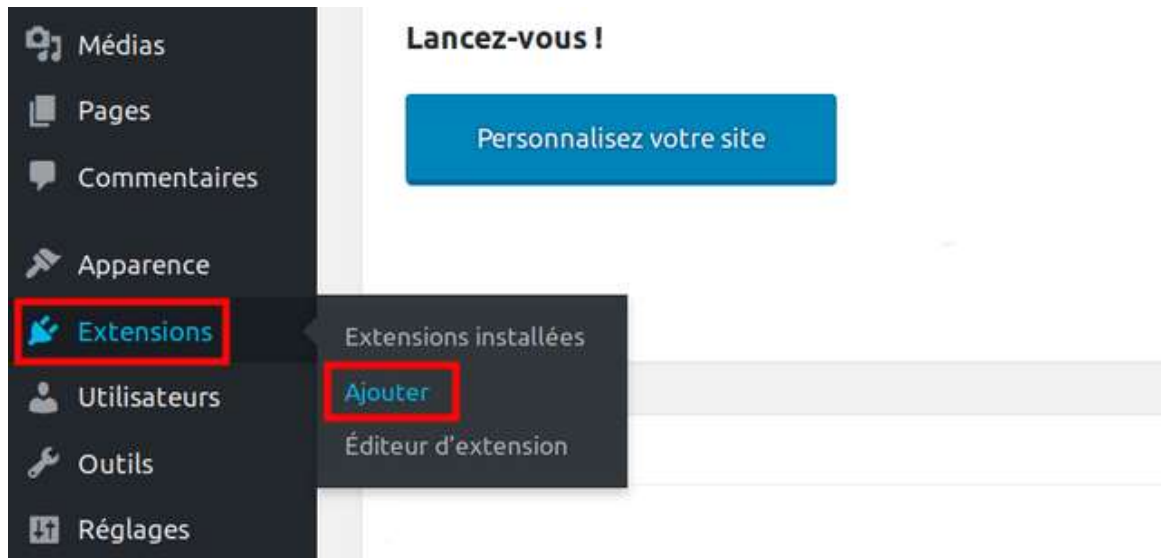 Médias
Pages
Commentaires
Apparence
Extensions
Utilisateurs
Outils
Réglages
Extensions installées
Ajouter
Éditeur d'extension
Lancez-vous !
Personnalisez votre site